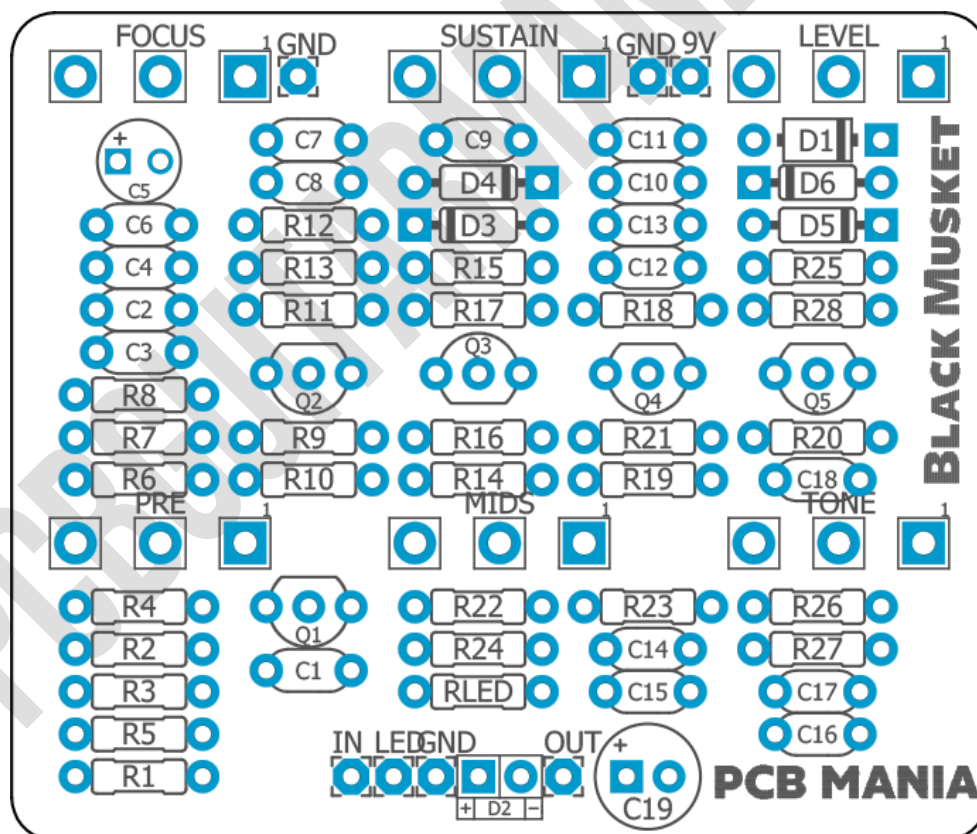 FOCUS 1 GND SUSTAIN 1 GND 9V LEVEL 1
+ C7 C9 C11 D1
C5 C8 D4 C10 D6
C6 R12 D3 C13 D5
C4 R13 R15 C12 R25
C2 R11 R17 R18 R28
C3 Q2 Q3 Q4 Q5
R8
R7 R9 R16 R21 R20
R6 R10 R14 R19 C18
PRE 1 MIDS 1 TONE 1
R4 Q1 R22 R23 R26
R2 C1 R24 C14 R27
R3 RLED C15 C17
R5 C16
IN LED GND OUT +
R1 + D2 - C19
PCB MANIA
BLACK MUSKET